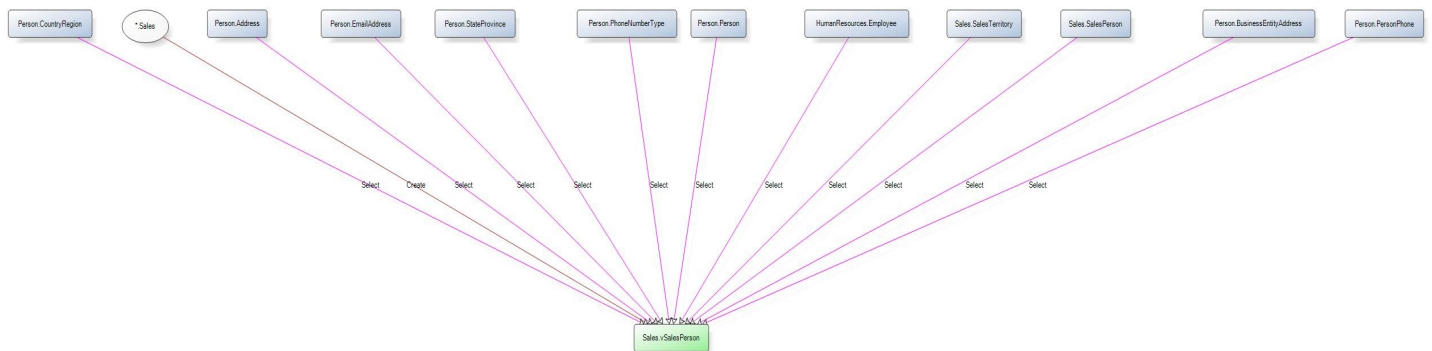 Person.CountryRegion
*.Sales
Person.Address
Person.EmailAddress
Person.StateProvince
Person.PhoneNumberType
Person.Person
HumanResources.Employee
Sales.SalesTerritory
Sales.SalesPerson
Person.BusinessEntityAddress
Person.PersonPhone
Select
Create
Select
Select
Select
Select
Select
Select
Select
Select
Select
Select
Sales.vSalesPerson